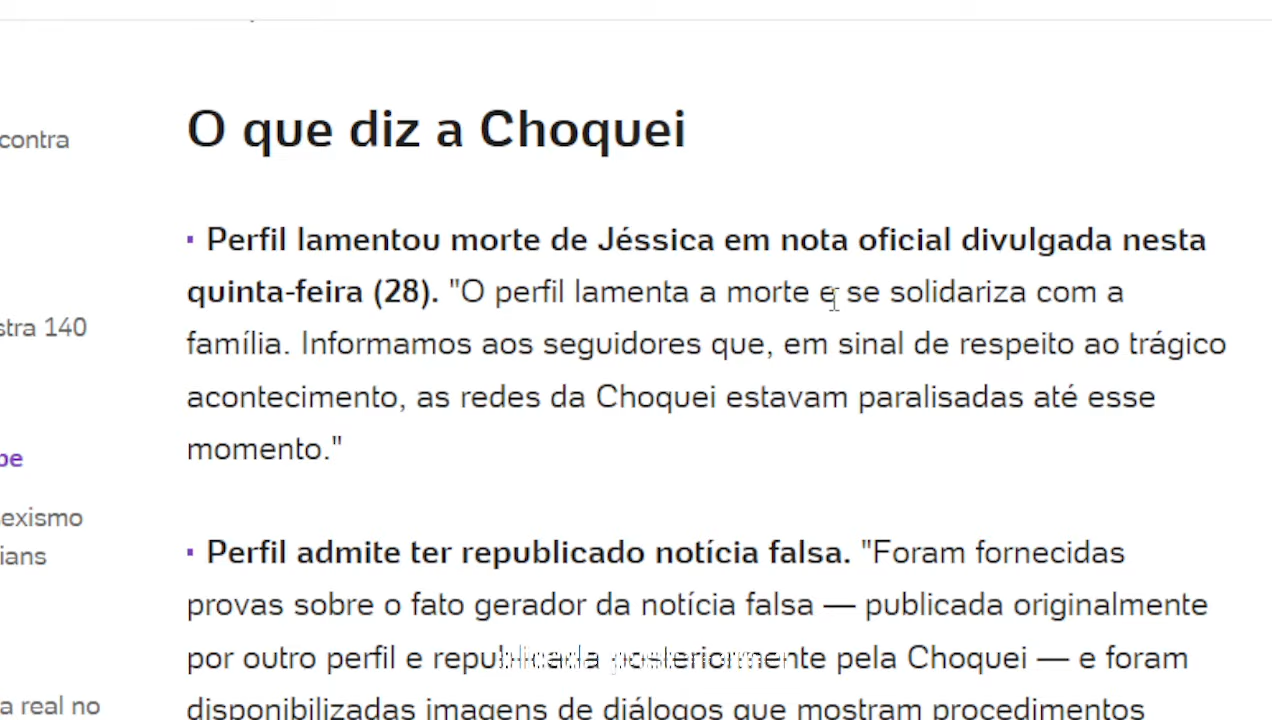 O que diz a Choquei
contra
· Perfil lamentou morte de Jéssica em nota oficial divulgada nesta
quinta-feira (28). "O perfil lamenta a morte e se solidariza com a
stra 140
família. Informamos aos seguidores que, em sinal de respeito ao trágico
acontecimento, as redes da Choquei estavam paralisadas até esse
momento."
pe
exismo
ians
· Perfil admite ter republicado notícia falsa. "Foram fornecidas
provas sobre o fato gerador da notícia falsa — publicada originalmente
por outro perfil e republicada posteriormente pela Choquei — e foram
a real no
disponibilizadas imagens de diálogos que mostram procedimentos